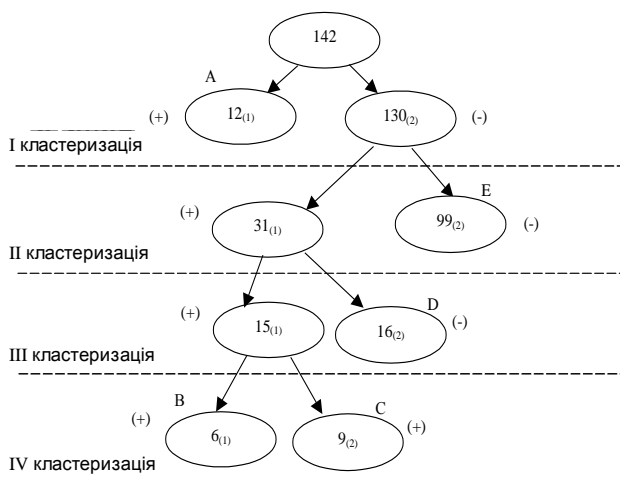 142
A
(+) 12(1) 130(2) (-)
I кластеризація
(+) 31(1) E
99(2) (-)
II кластеризація
(+) 15(1) 16(2) D (-)
III кластеризація
B C
(+) 6(1) 9(2) (+)
IV кластеризація